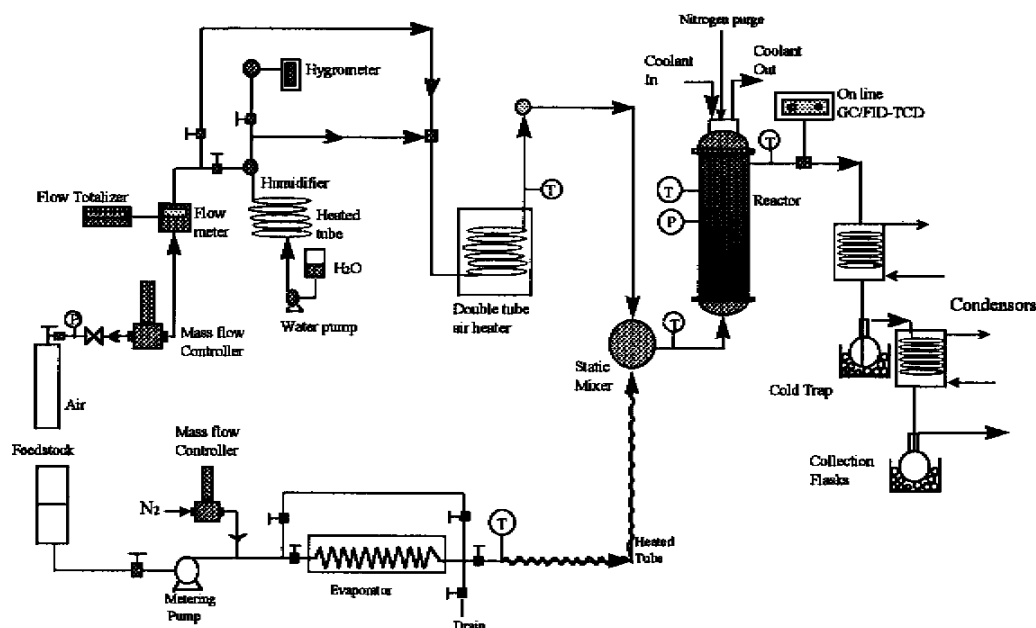 Nitrogen purge
Coolant
In
Coolant
Out
On line
GC/FID-TCD
Hygrometer
T
Humidifier
Heated
tube
Flow Totalizer
Flow
meter
H2O
T
T
P
Reactor
P
Mass flow
Controller
Water pump
Double tube
air heater
T
Static
Mixer
Condensors
Cold Trap
Air
Feedstock
Mass flow
Controller
Collection
Flasks
N2
T
Heated
Tube
Metering
Pump
Evaporator
Drain